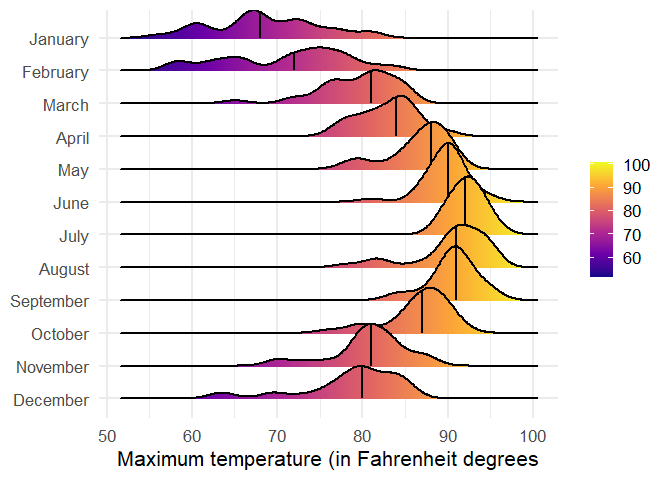 January
February
March
April
May
June
July
August
September
October
November
December
50 60 70 80 90 100
Maximum temperature (in Fahrenheit degrees
100
90
80
70
60